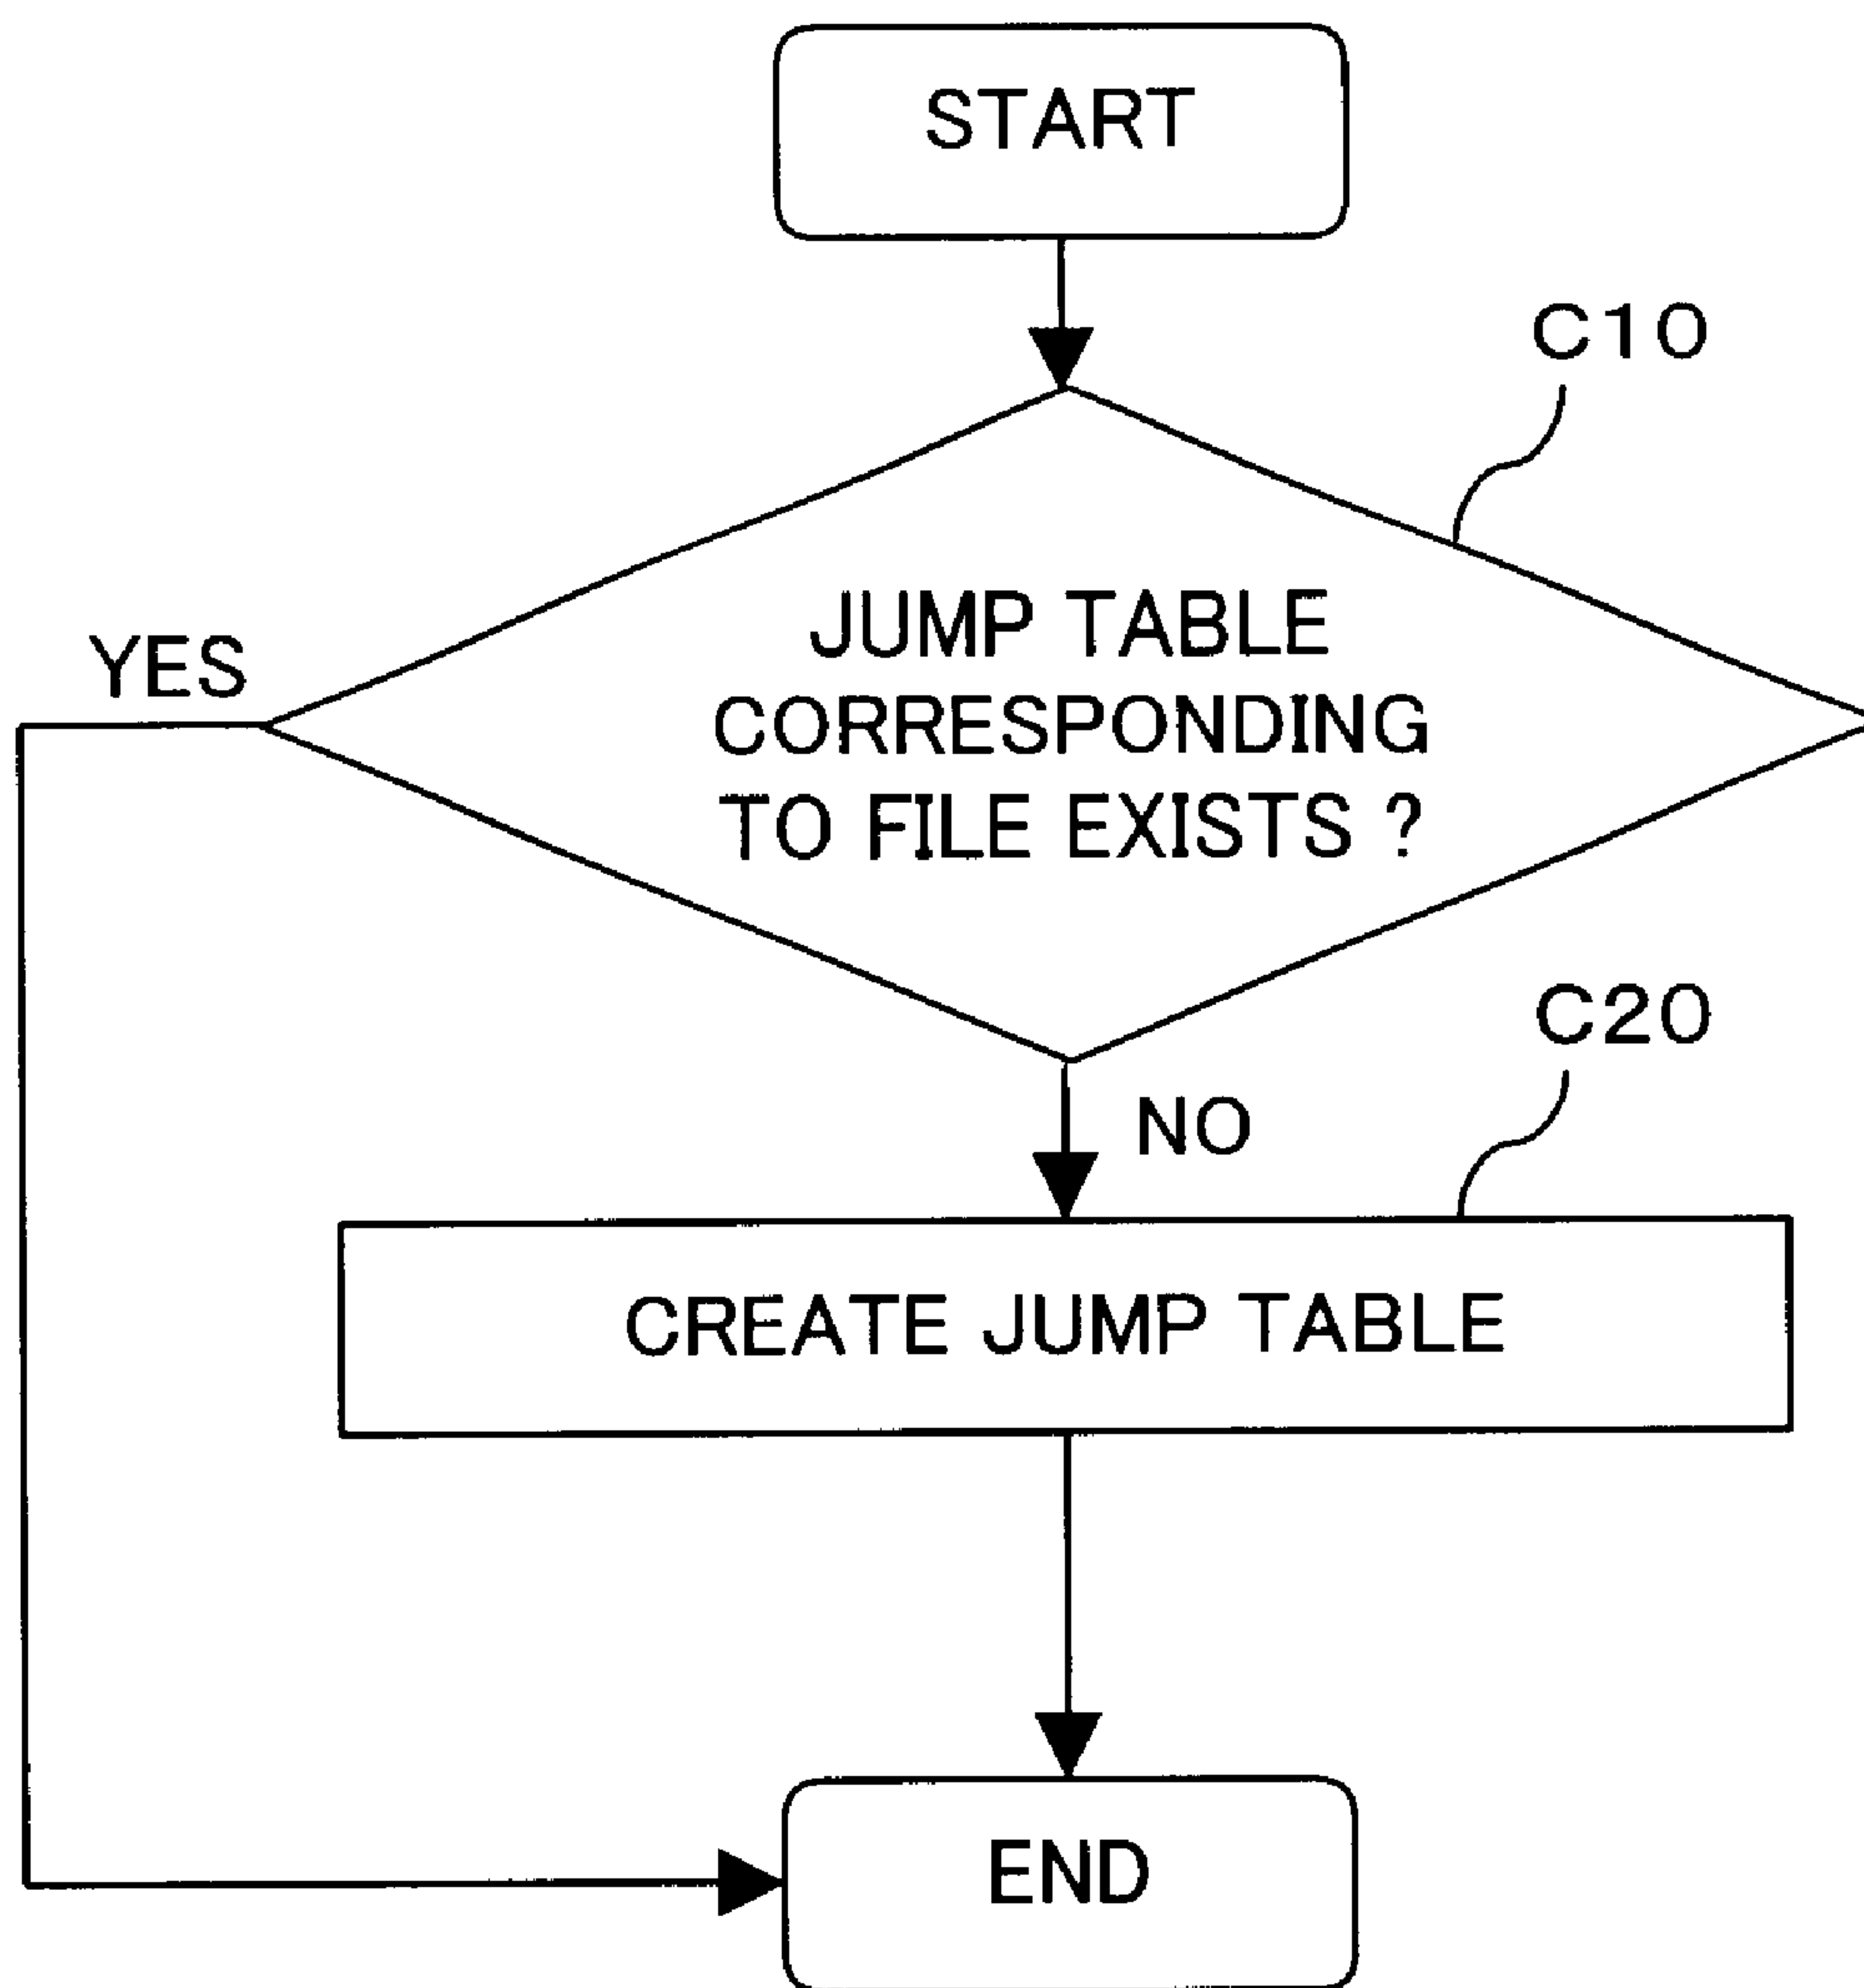 START
C10
JUMP TABLE
CORRESPONDING
TO FILE EXISTS ?
YES
NO
C20
CREATE JUMP TABLE
END